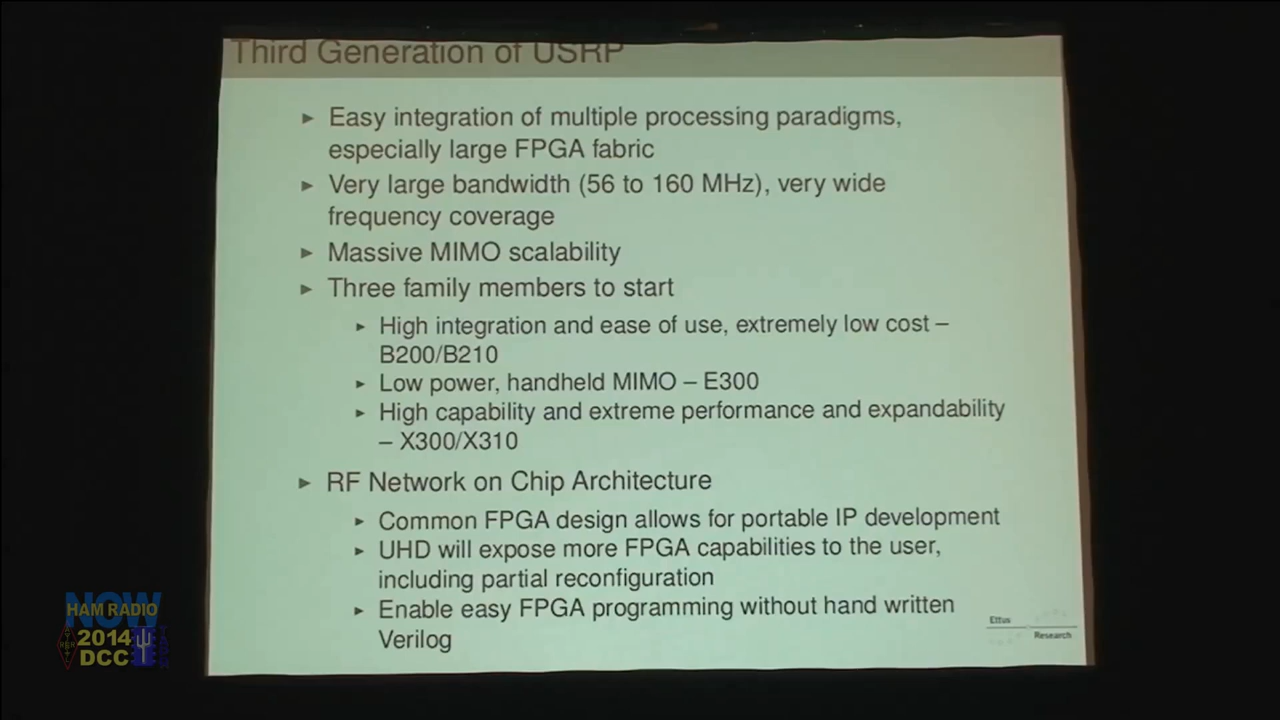 Third Generation of USRP
► Easy integration of multiple processing paradigms,
especially large FPGA fabric
► Very large bandwidth (56 to 160 MHz), very wide
frequency coverage
► Massive MIMO scalability
► Three family members to start
► High integration and ease of use, extremely low cost –
B200/B210
► Low power, handheld MIMO – E300
► High capability and extreme performance and expandability
– X300/X310
► RF Network on Chip Architecture
► Common FPGA design allows for portable IP development
► UHD will expose more FPGA capabilities to the user,
including partial reconfiguration
► Enable easy FPGA programming without hand written
Verilog
Ettus
Research
NOW
HAM RADIO
2014
DCC